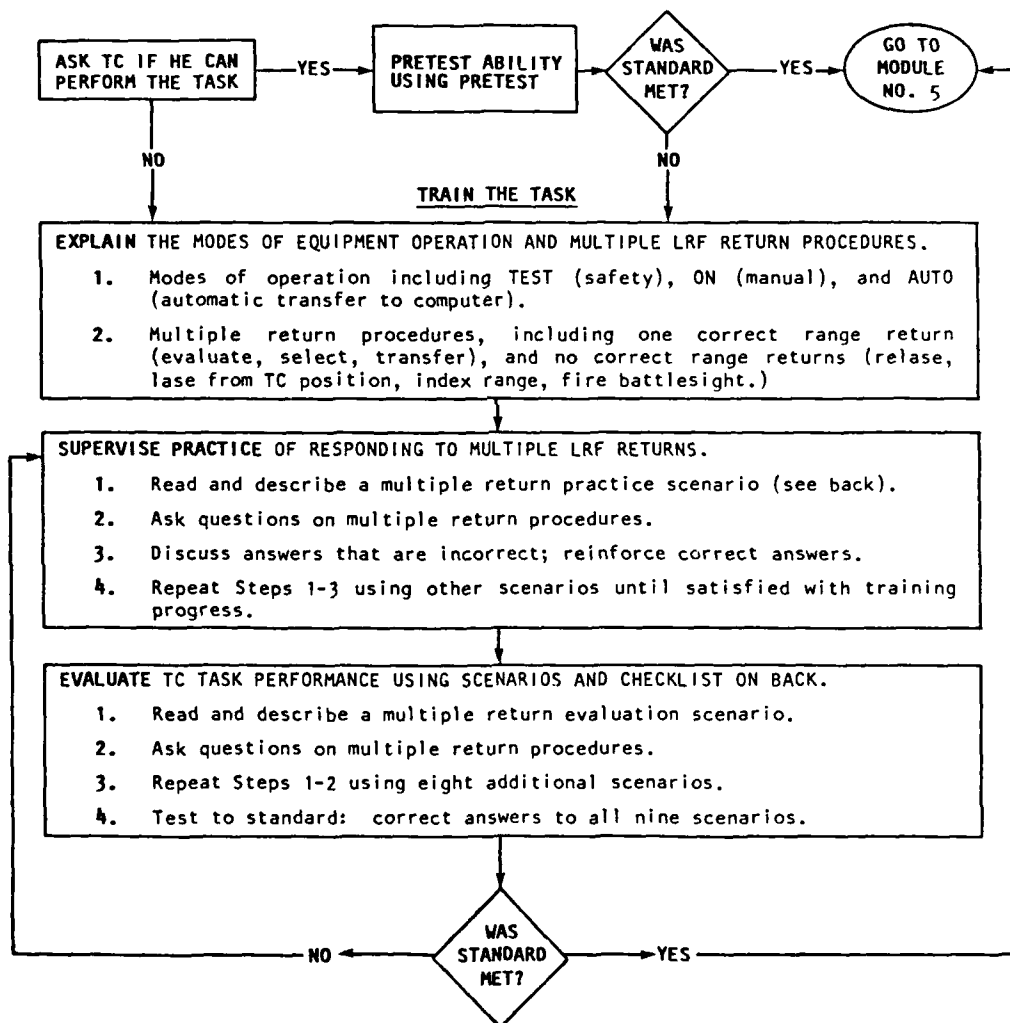 ASK TC IF HE CAN
PERFORM THE TASK
YES
PRETEST ABILITY
USING PRETEST
WAS
STANDARD
MET?
YES
GO TO
MODULE
NO. 5
NO
NO
TRAIN THE TASK
EXPLAIN THE MODES OF EQUIPMENT OPERATION AND MULTIPLE LRF RETURN PROCEDURES.
1. Modes of operation including TEST (safety), ON (manual), and AUTO
(automatic transfer to computer).
2. Multiple return procedures, including one correct range return
(evaluate, select, transfer), and no correct range returns (relase,
lase from TC position, index range, fire battlesight.)
SUPERVISE PRACTICE OF RESPONDING TO MULTIPLE LRF RETURNS.
1. Read and describe a multiple return practice scenario (see back).
2. Ask questions on multiple return procedures.
3. Discuss answers that are incorrect; reinforce correct answers.
4. Repeat Steps 1-3 using other scenarios until satisfied with training
progress.
EVALUATE TC TASK PERFORMANCE USING SCENARIOS AND CHECKLIST ON BACK.
1. Read and describe a multiple return evaluation scenario.
2. Ask questions on multiple return procedures.
3. Repeat Steps 1-2 using eight additional scenarios.
4. Test to standard: correct answers to all nine scenarios.
NO
WAS
STANDARD
MET?
YES